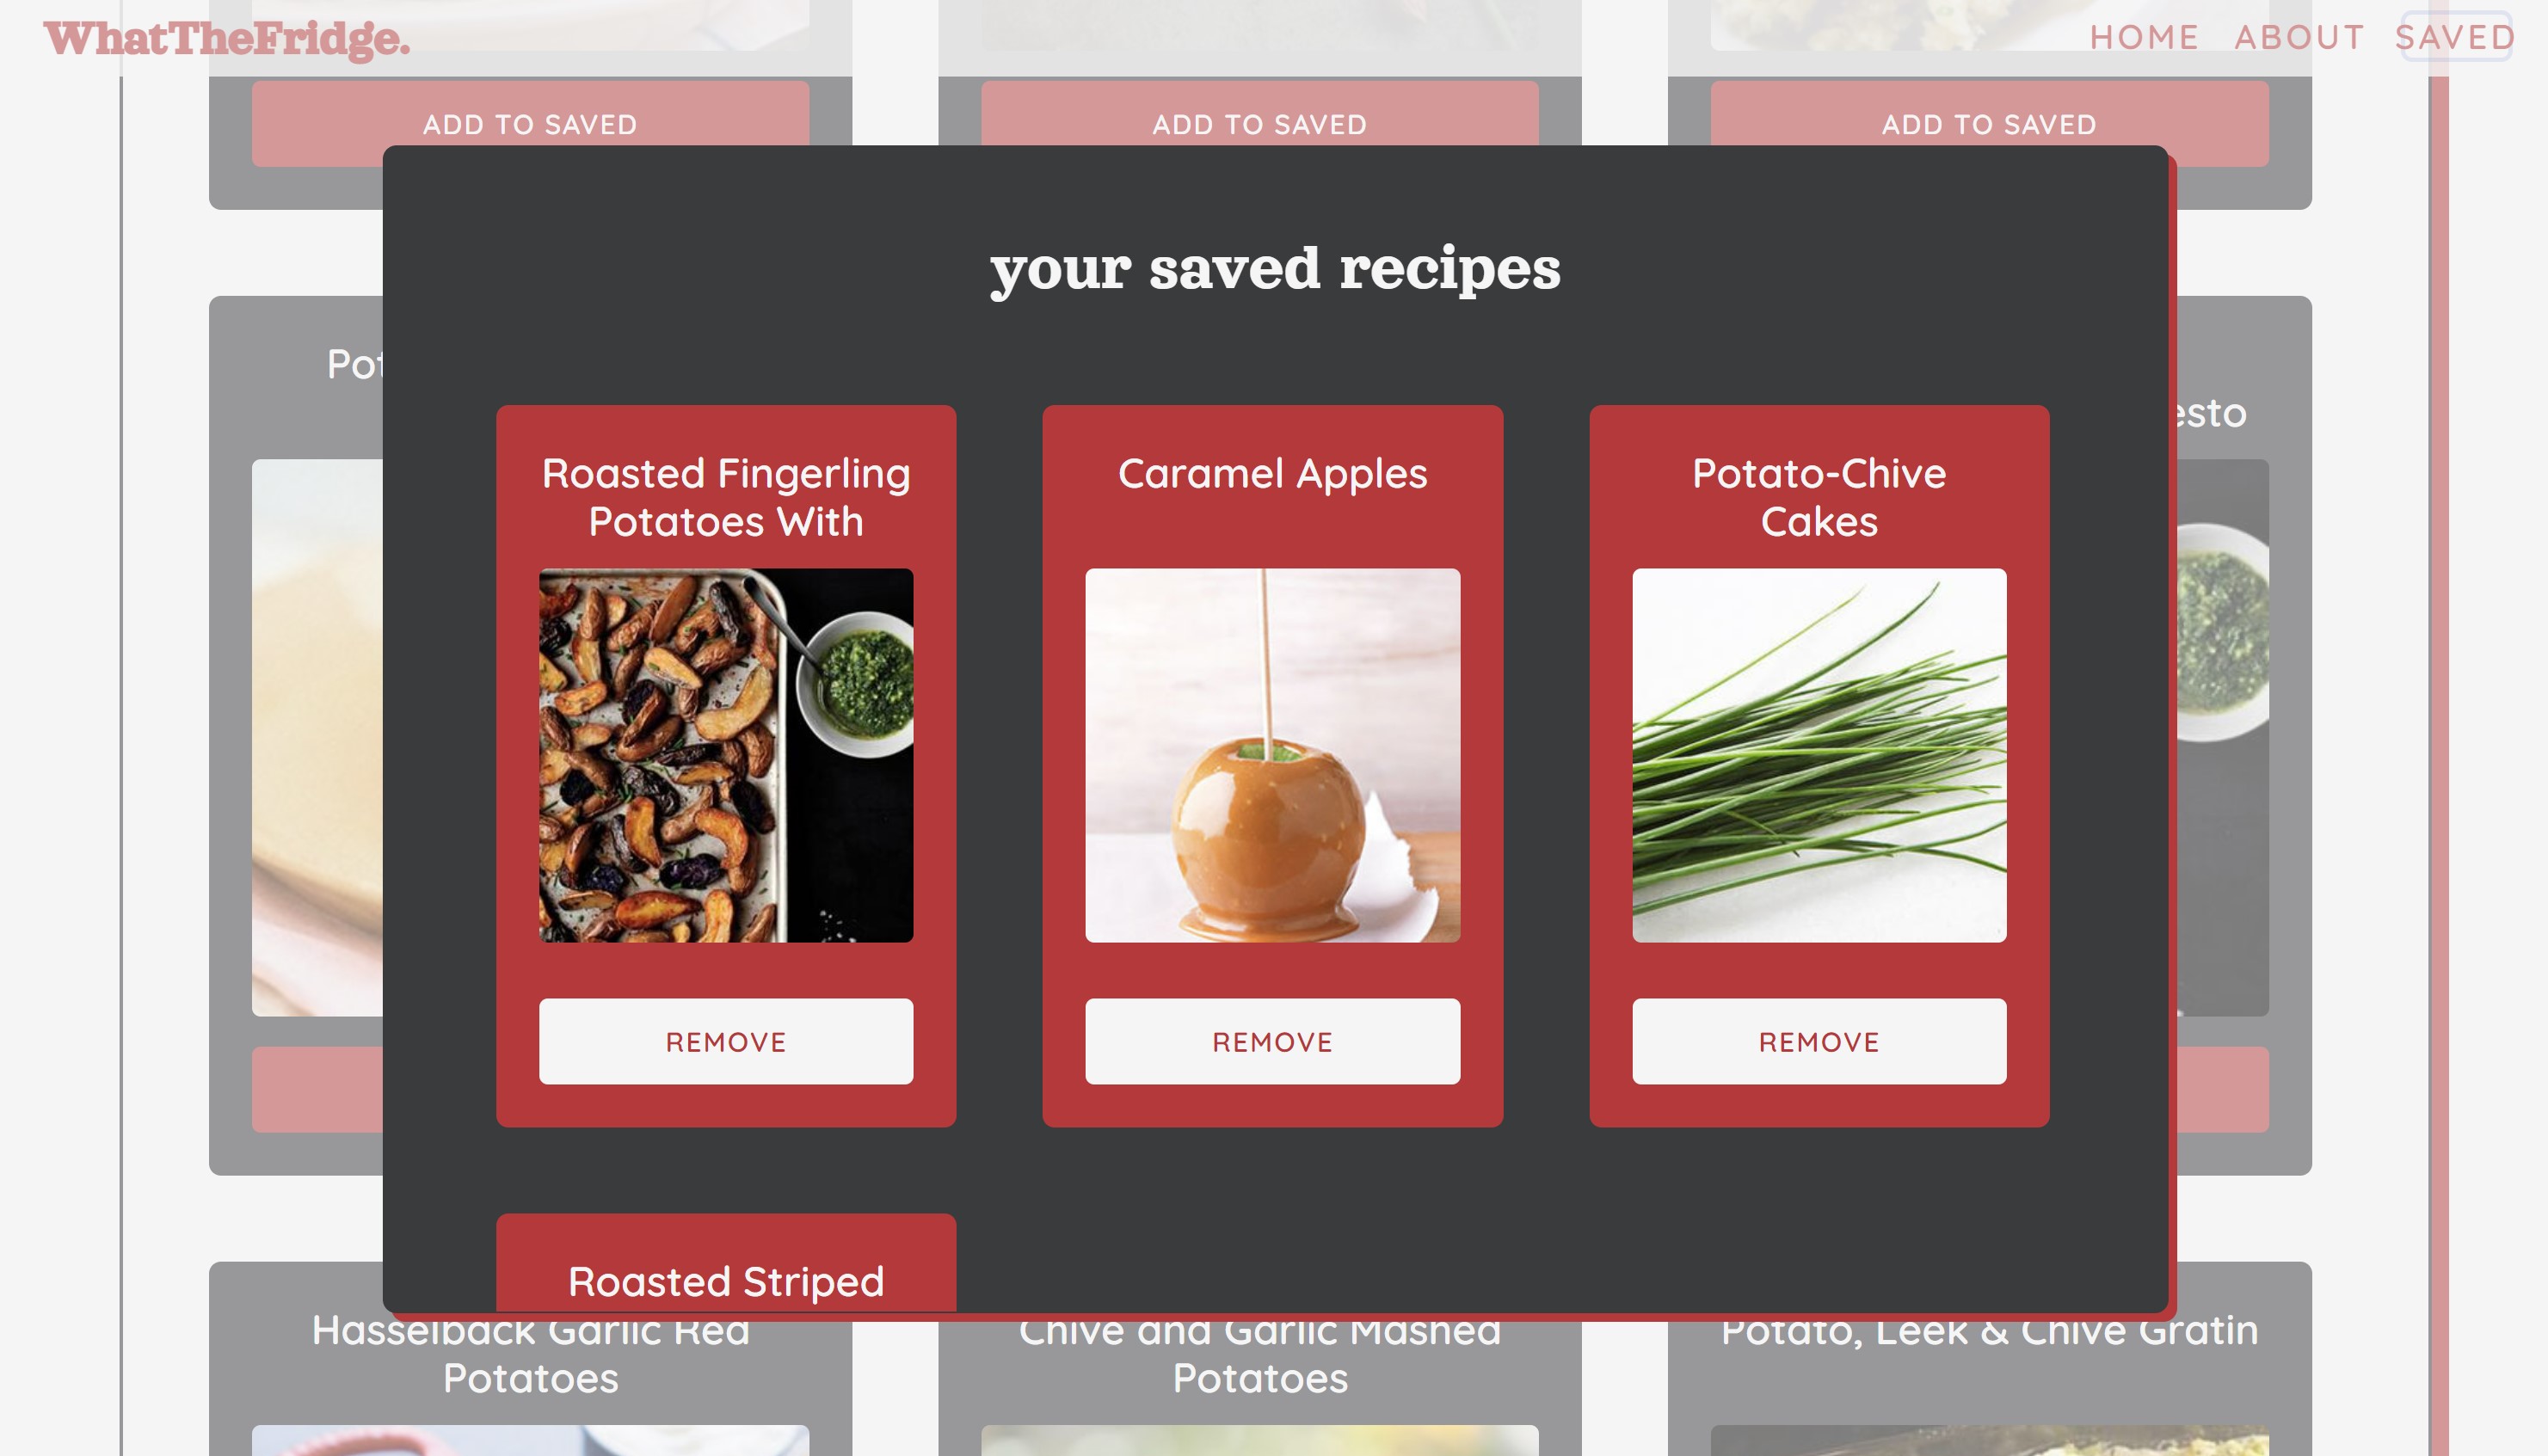 WhatTheFridge.
HOME ABOUT SAVED
ADD TO SAVED
ADD TO SAVED
ADD TO SAVED
your saved recipes
Roasted Fingerling
Potatoes With
REMOVE
Caramel Apples
REMOVE
Potato-Chive
Cakes
REMOVE
Roasted Striped
Hasselback Garlic Red
Potatoes
Chive and Garlic Mashed
Potatoes
Potato, Leek & Chive Gratin